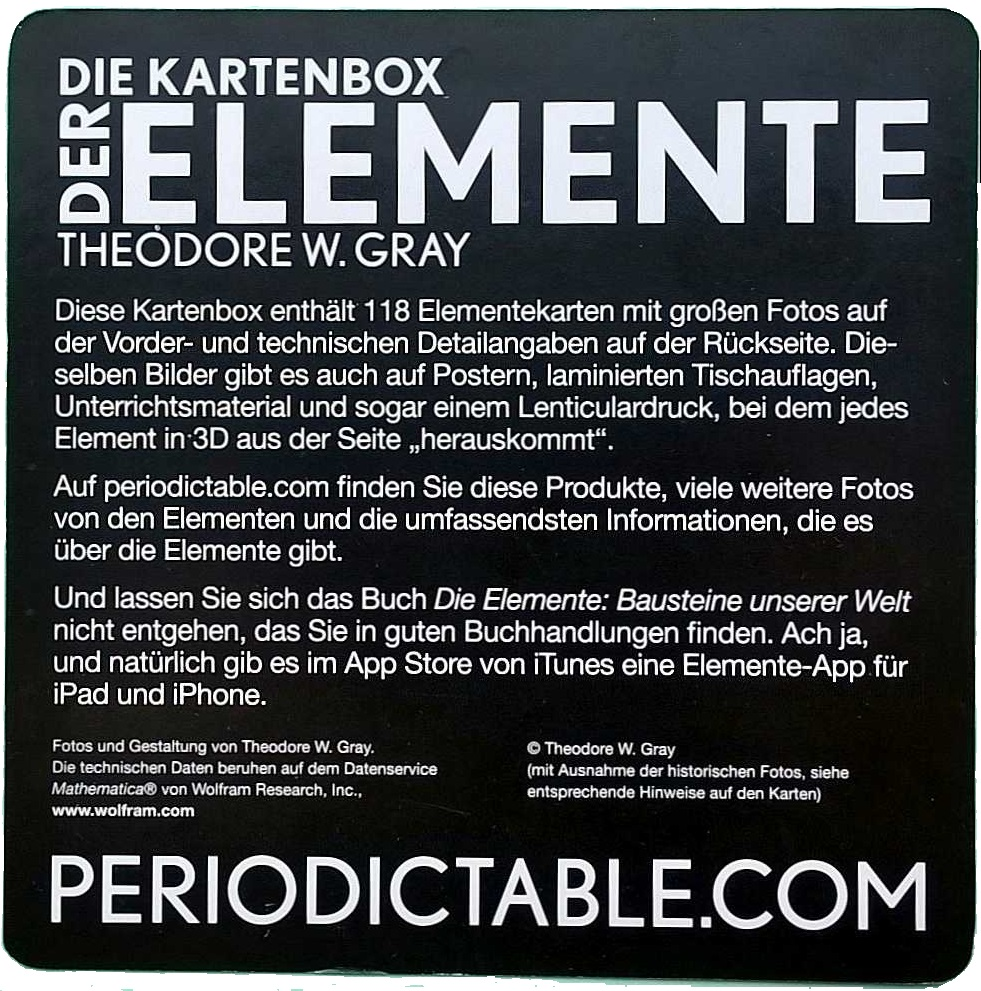 DIE KARTENBOX
DER ELEMENTE
THEODORE W. GRAY
Diese Kartenbox enthält 118 Elementekarten mit großen Fotos auf
der Vorder- und technischen Detailangaben auf der Rückseite. Die-
selben Bilder gibt es auch auf Postern, laminierten Tischauflagen,
Unterrichtsmaterial und sogar einem Lenticulardruck, bei dem jedes
Element in 3D aus der Seite „herauskommt“.
Auf periodictable.com finden Sie diese Produkte, viele weitere Fotos
von den Elementen und die umfassendsten Informationen, die es
über die Elemente gibt.
Und lassen Sie sich das Buch Die Elemente: Bausteine unserer Welt
nicht entgehen, das Sie in guten Buchhandlungen finden. Ach ja,
und natürlich gib es im App Store von iTunes eine Elemente-App für
iPad und iPhone.
Fotos und Gestaltung von Theodore W. Gray.
Die technischen Daten beruhen auf dem Datenservice
Mathematica® von Wolfram Research, Inc.,
www.wolfram.com
© Theodore W. Gray
(mit Ausnahme der historischen Fotos, siehe
entsprechende Hinweise auf den Karten)
PERIODICTABLE.COM